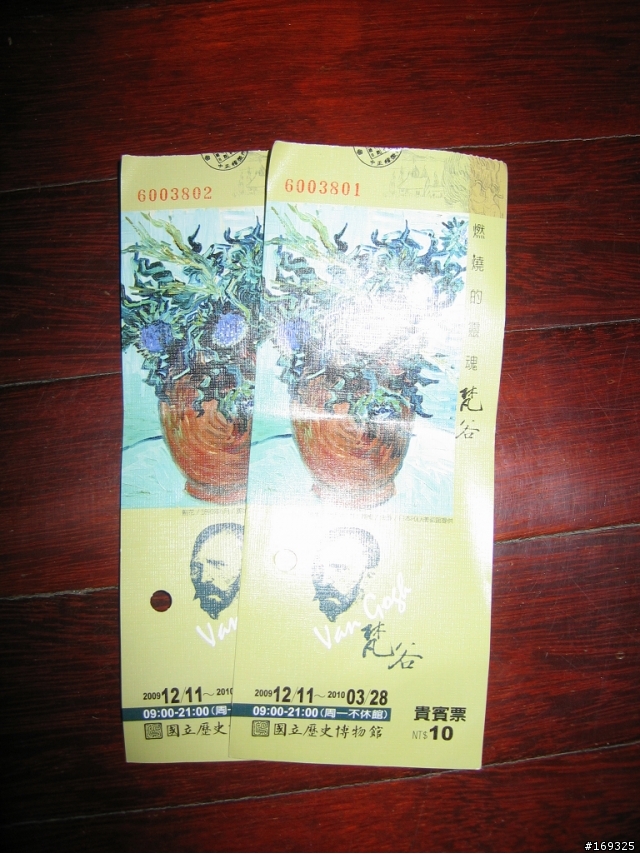 6003802
Van
2009 12/11～2010
09:00-21:00(周一
國立歷史
6003801
燃燒的靈魂
梵谷
Van Gogh
梵谷
2009 12/11～2010 03/28
09:00-21:00(周一不休館)
國立歷史博物館
貴賓票
NT$10
#169325